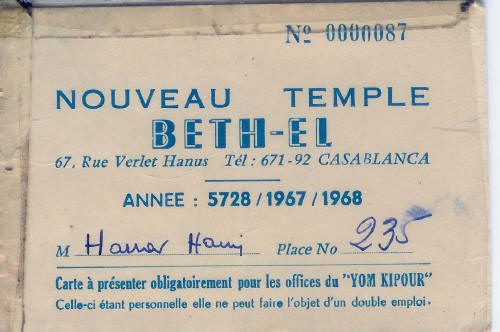 Nº 0000087
NOUVEAU TEMPLE
BETH-EL
67, Rue Verlet Hanus Tél : 671-92 CASABLANCA
ANNEE : 5728 / 1967 / 1968
M Place No 235
Carte à présenter obligatoirement pour les offices du "YOM KIPOUR"
Celle-ci étant personnelle elle ne peut faire l'objet d'un double emploi.